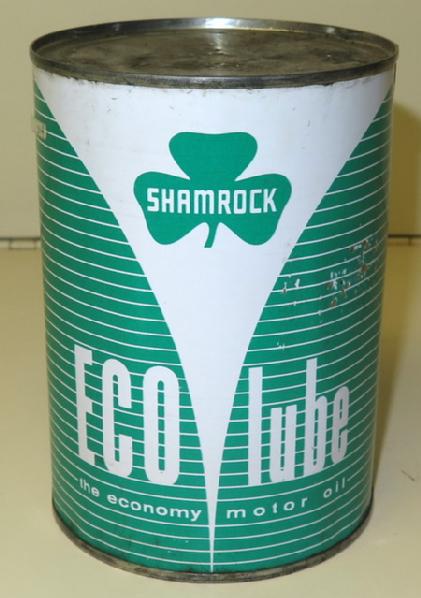 SHAMROCK
ECO lube
the economy motor oil